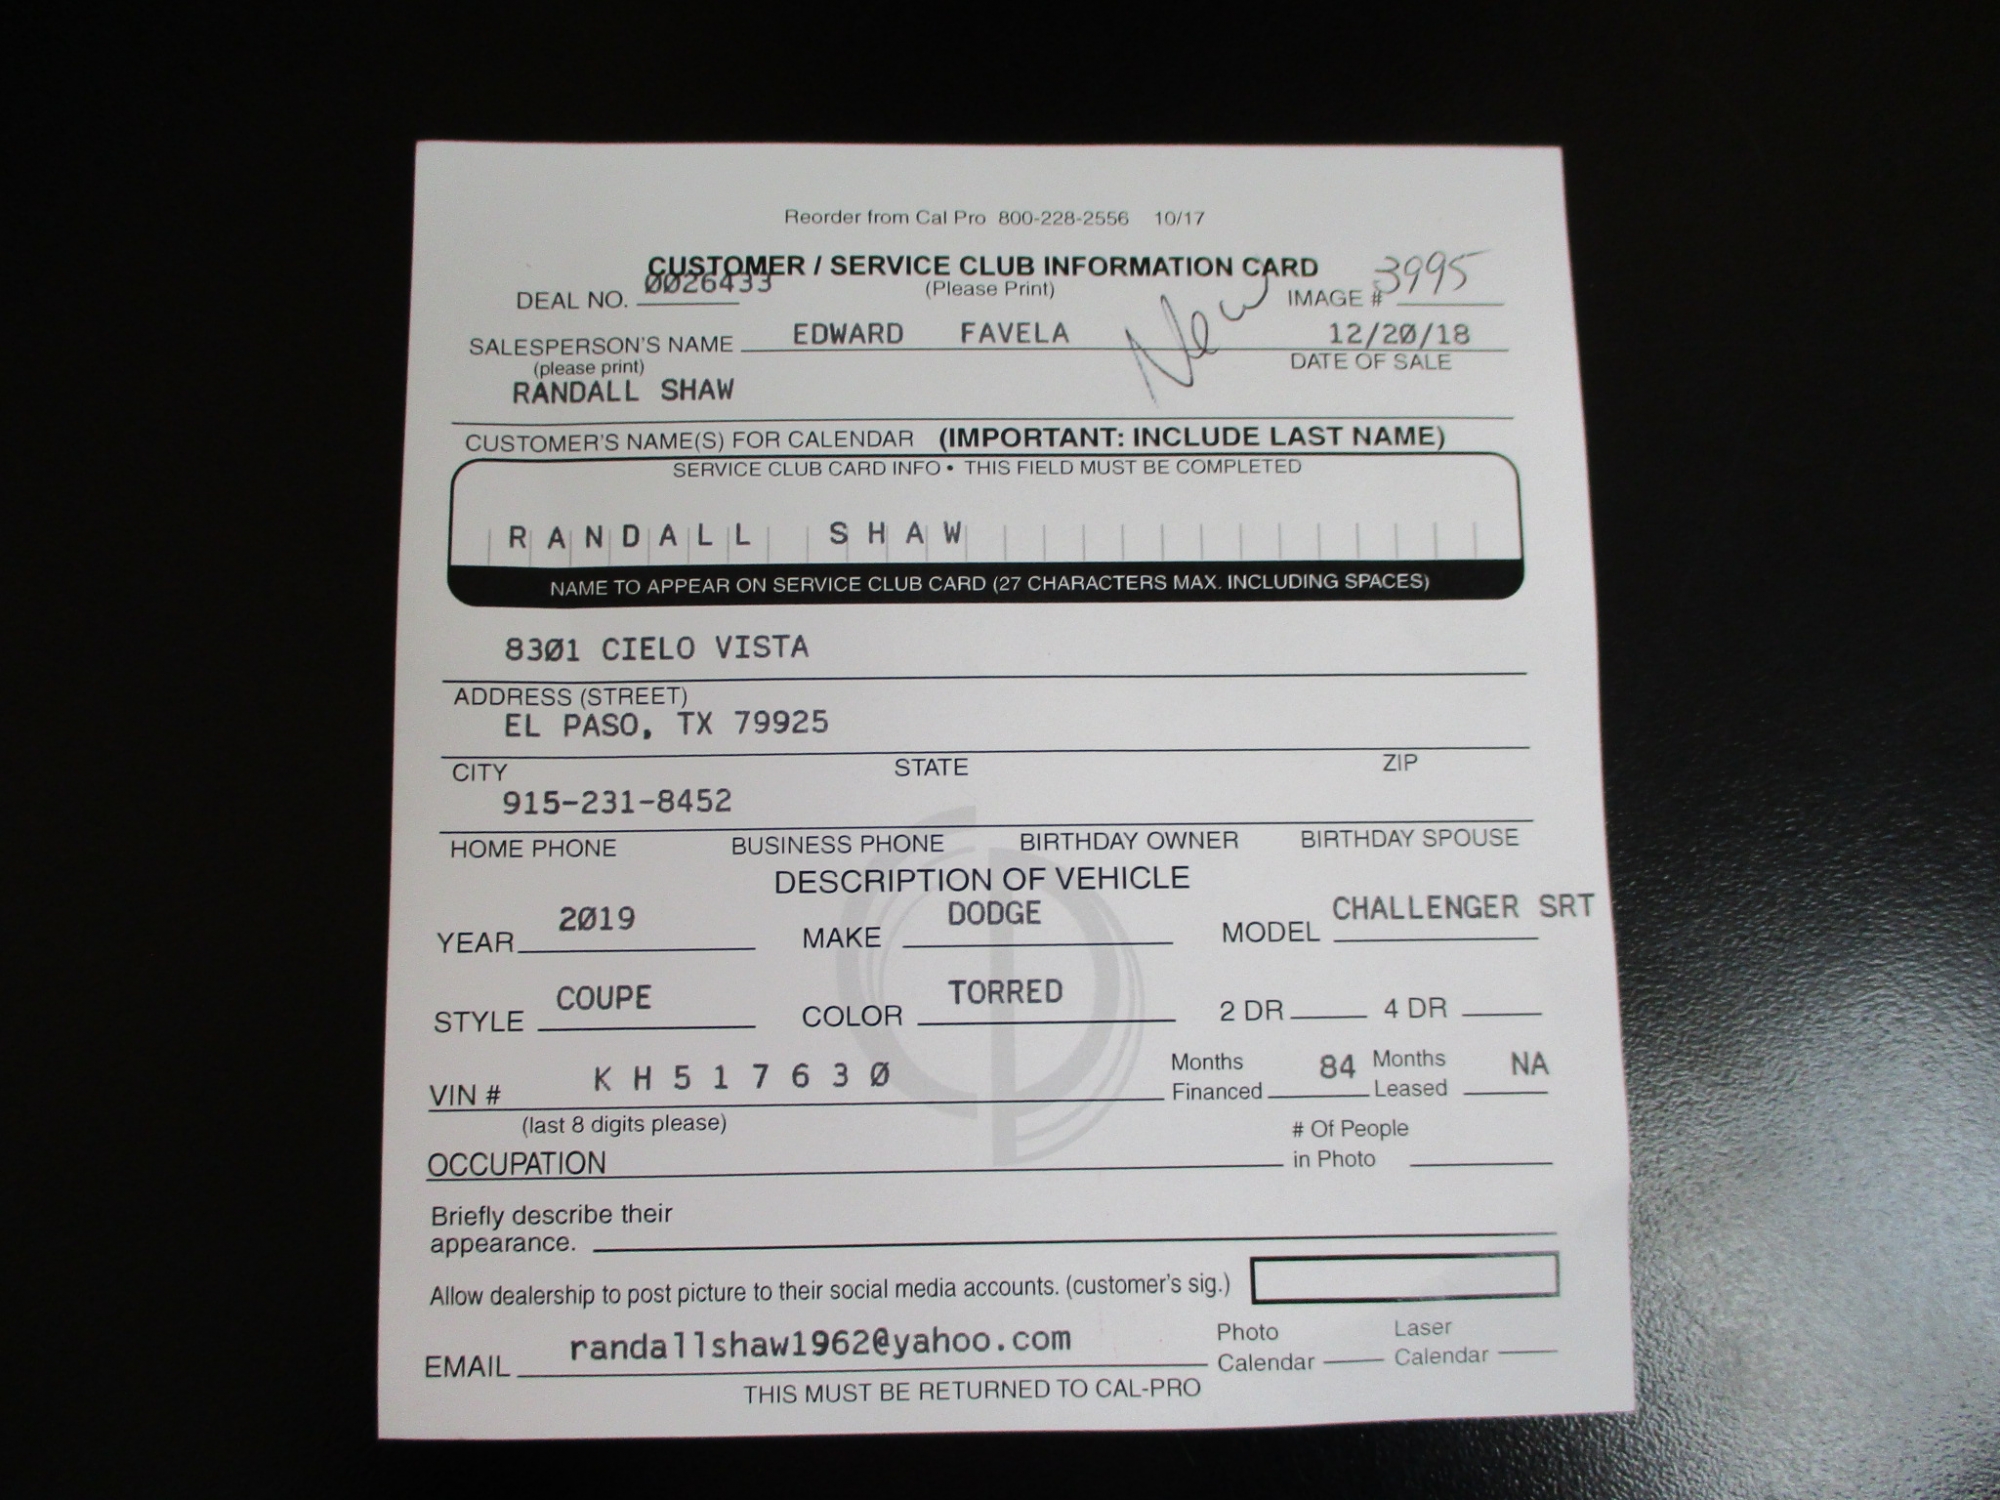 Reorder from Cal Pro 800-228-2556 10/17
CUSTOMER / SERVICE CLUB INFORMATION CARD
(Please Print)
DEAL NO. 0026433
New
IMAGE # 3995
SALESPERSON'S NAME EDWARD FAVELA 12/20/18
(please print) DATE OF SALE
RANDALL SHAW
CUSTOMER'S NAME(S) FOR CALENDAR (IMPORTANT: INCLUDE LAST NAME)
SERVICE CLUB CARD INFO • THIS FIELD MUST BE COMPLETED
RANDALL SHAW
NAME TO APPEAR ON SERVICE CLUB CARD (27 CHARACTERS MAX. INCLUDING SPACES)
8301 CIELO VISTA
ADDRESS (STREET)
EL PASO, TX 79925
CITY STATE ZIP
915-231-8452
HOME PHONE BUSINESS PHONE BIRTHDAY OWNER BIRTHDAY SPOUSE
DESCRIPTION OF VEHICLE
YEAR 2019 MAKE DODGE MODEL CHALLENGER SRT
STYLE COUPE COLOR TORRED 2 DR 4 DR
VIN # KH517630 Months Financed 84 Months Leased NA
(last 8 digits please)
OCCUPATION # Of People in Photo
Briefly describe their
appearance.
Allow dealership to post picture to their social media accounts. (customer's sig.)
EMAIL randallshaw1962@yahoo.com Photo Calendar Laser Calendar
THIS MUST BE RETURNED TO CAL-PRO